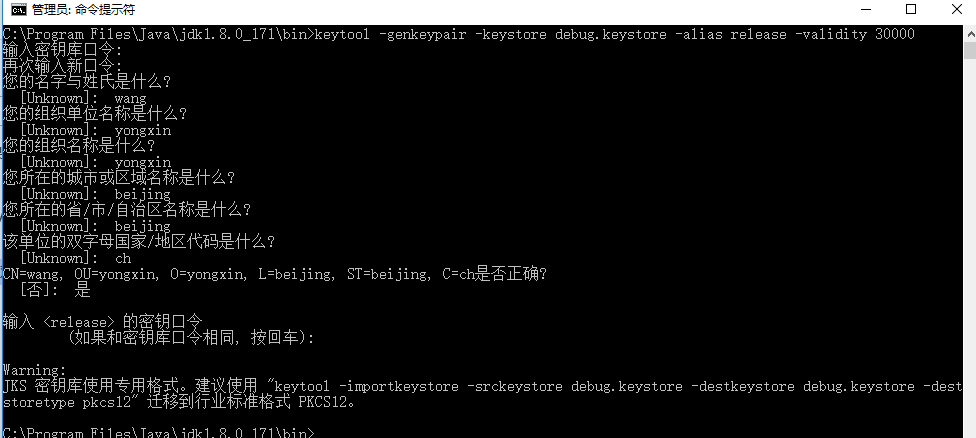 管理员: 命令提示符
C:\Program Files\Java\jdk1.8.0_171\bin>keytool -genkeypair -keystore debug.keystore -alias release -validity 30000
输入密钥库口令:
再次输入新口令:
您的名字与姓氏是什么?
[Unknown]: wang
您的组织单位名称是什么?
[Unknown]: yongxin
您的组织名称是什么?
[Unknown]: yongxin
您所在的城市或区域名称是什么?
[Unknown]: beijing
您所在的省/市/自治区名称是什么?
[Unknown]: beijing
该单位的双字母国家/地区代码是什么?
[Unknown]: ch
CN=wang, OU=yongxin, O=yongxin, L=beijing, ST=beijing, C=ch是否正确?
[否]: 是
输入 <release> 的密钥口令
(如果和密钥库口令相同, 按回车):
Warning:
JKS 密钥库使用专用格式。建议使用 "keytool -importkeystore -srckeystore debug.keystore -destkeystore debug.keystore -dest
storetype pkcs12" 迁移到行业标准格式 PKCS12。
C:\Program Files\Java\jdk1.8.0_171\bin>